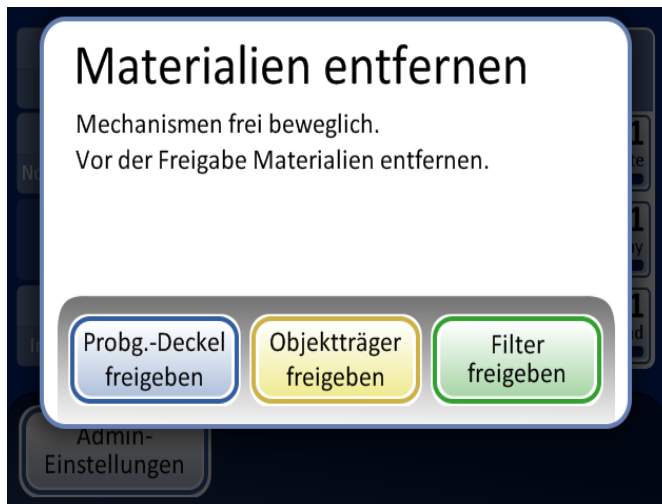 Materialien entfernen
Mechanismen frei beweglich.
Vor der Freigabe Materialien entfernen.
Probg.-Deckel
freigeben
Objektträger
freigeben
Filter
freigeben
Admin-
Einstellungen